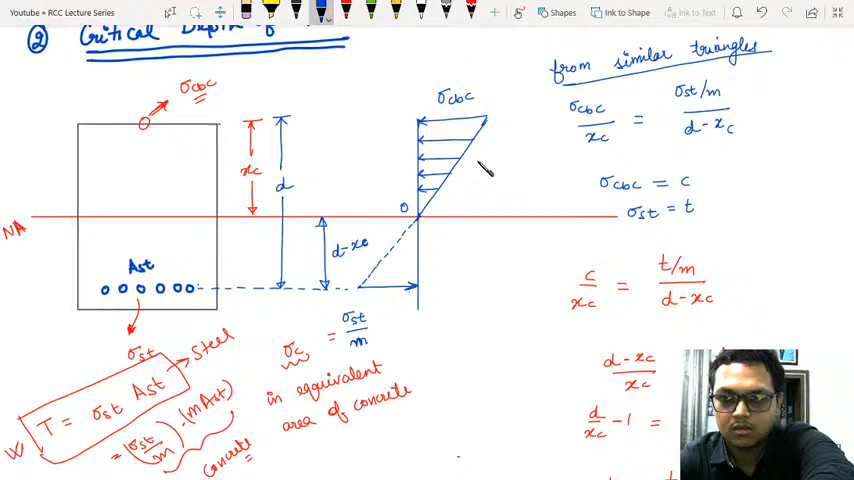 Youtube » RCC Lecture Series
Shapes
Ink to Shape
Ink to Text
② Critical Depth of
σcbc
xc
d
NA
Ast
σst
T = σst Ast
→ Steel
W
= (σst/m) · (m Ast)
Concrete
σcbc
0
d-xc
σc = σst/m
in equivalent
area of concrete
from similar triangles
σcbc/xc = σst/m / d-xc
σcbc = c
σst = t
c/xc = t/m / d-xc
d-xc/xc
d/xc - 1 =